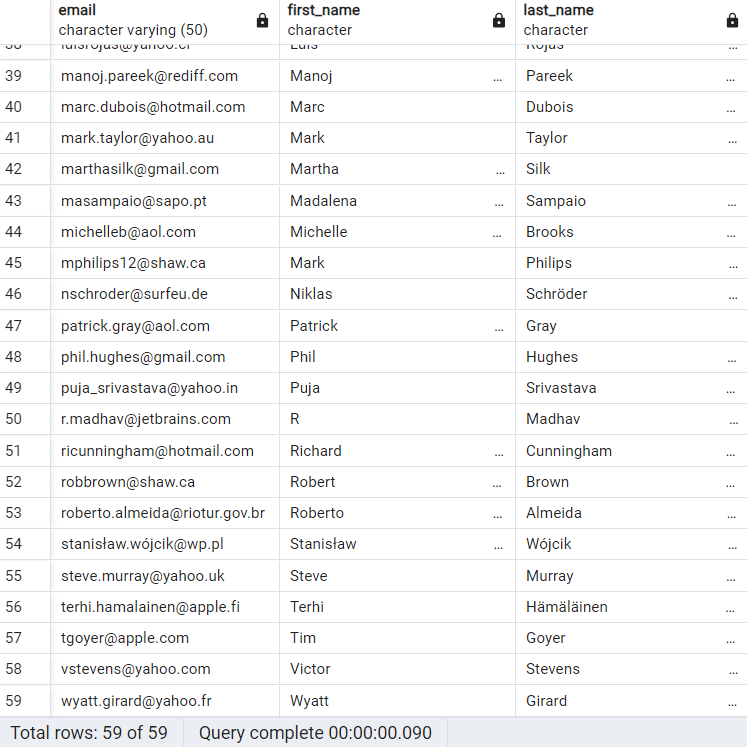 email first_name last_name
character varying (50) character character
39 manoj.pareek@rediff.com Manoj ... Pareek ...
40 marc.dubois@hotmail.com Marc Dubois ...
41 mark.taylor@yahoo.au Mark Taylor ...
42 marthasilk@gmail.com Martha ... Silk
43 masampaio@sapo.pt Madalena ... Sampaio ...
44 michelleb@aol.com Michelle ... Brooks ...
45 mphilips12@shaw.ca Mark Philips ...
46 nschroder@surfeu.de Niklas Schröder ...
47 patrick.gray@aol.com Patrick ... Gray
48 phil.hughes@gmail.com Phil Hughes ...
49 puja_srivastava@yahoo.in Puja Srivastava ...
50 r.madhav@jetbrains.com R Madhav ...
51 ricunningham@hotmail.com Richard ... Cunningham ...
52 robbrown@shaw.ca Robert ... Brown ...
53 roberto.almeida@riotur.gov.br Roberto ... Almeida ...
54 stanisław.wójcik@wp.pl Stanisław ... Wójcik ...
55 steve.murray@yahoo.uk Steve Murray ...
56 terhi.hamalainen@apple.fi Terhi Hämäläinen ...
57 tgoyer@apple.com Tim Goyer ...
58 vstevens@yahoo.com Victor Stevens ...
59 wyatt.girard@yahoo.fr Wyatt Girard ...
Total rows: 59 of 59 Query complete 00:00:00.090